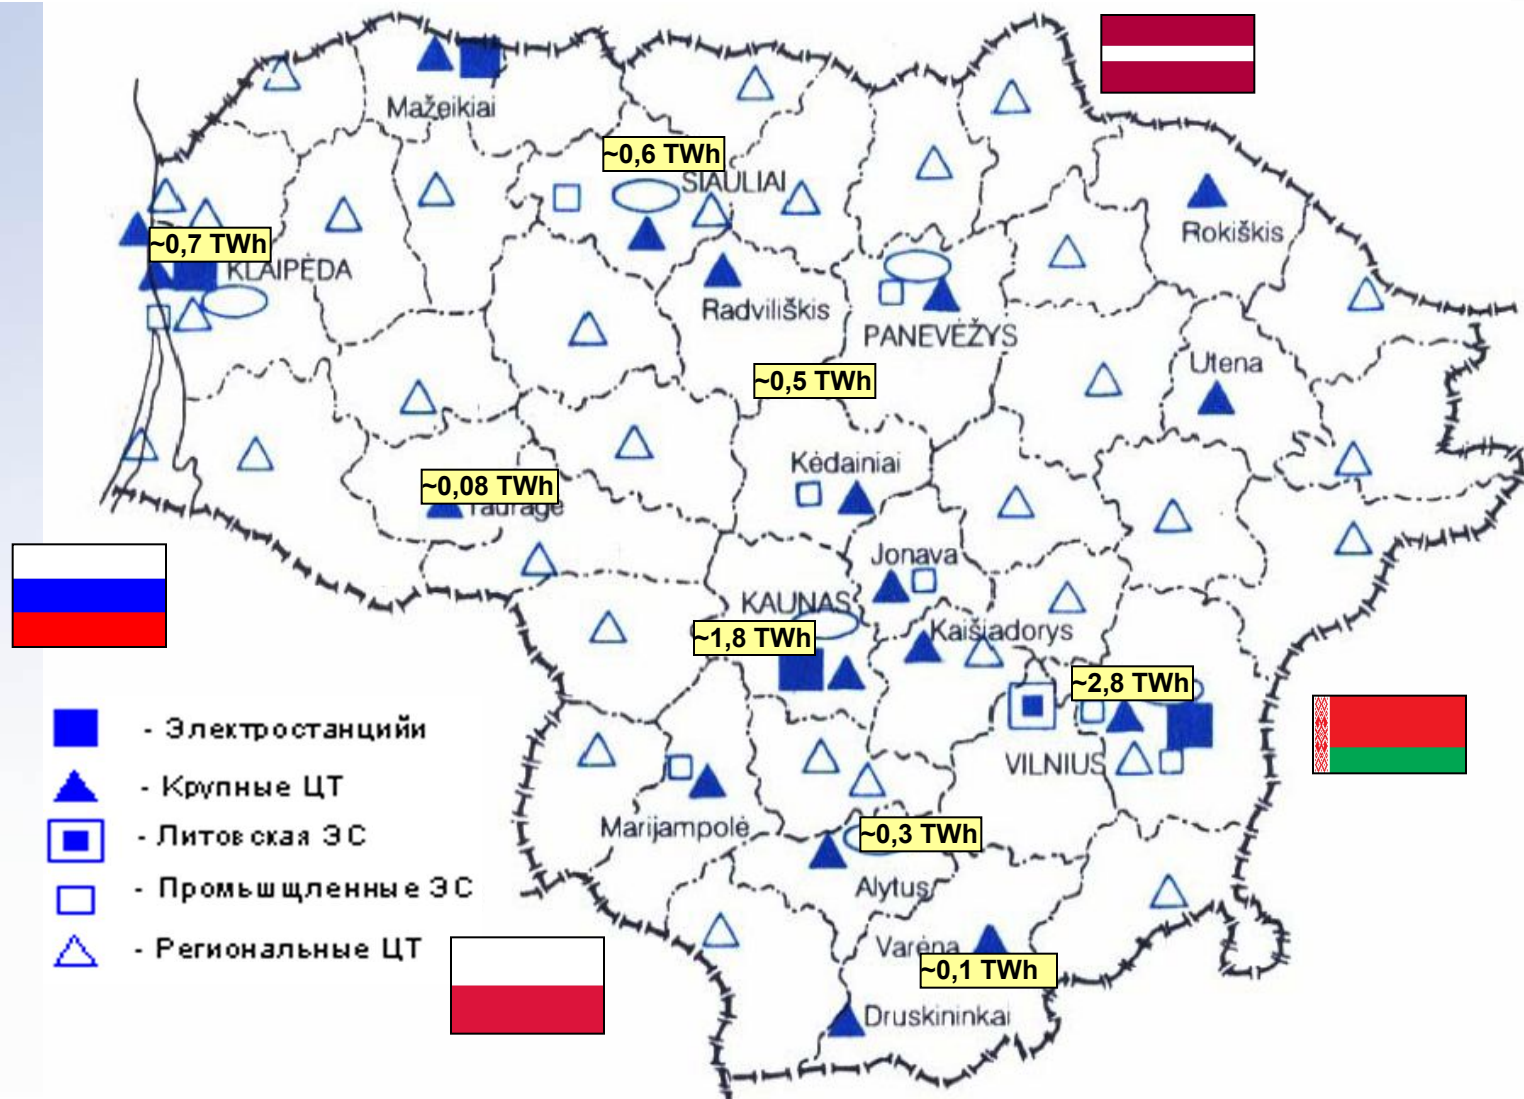 Mažeikiai
~0,6 TWh
SIAULIAI
Rokiškis
~0,7 TWh
KLAIPĖDA
Radviliškis
PANEVĖŽYS
Utena
~0,5 TWh
Kėdainiai
~0,08 TWh
Taurage
Jonava
KAUNAS
Kaišiadorys
~1,8 TWh
~2,8 TWh
VILNIUS
- Электростанцийи
- Крупные ЦТ
- Литовская ЭС
- Промышщленные ЭС
- Региональные ЦТ
Marijampolė
~0,3 TWh
Alytus
Varėna
~0,1 TWh
Druskininkai